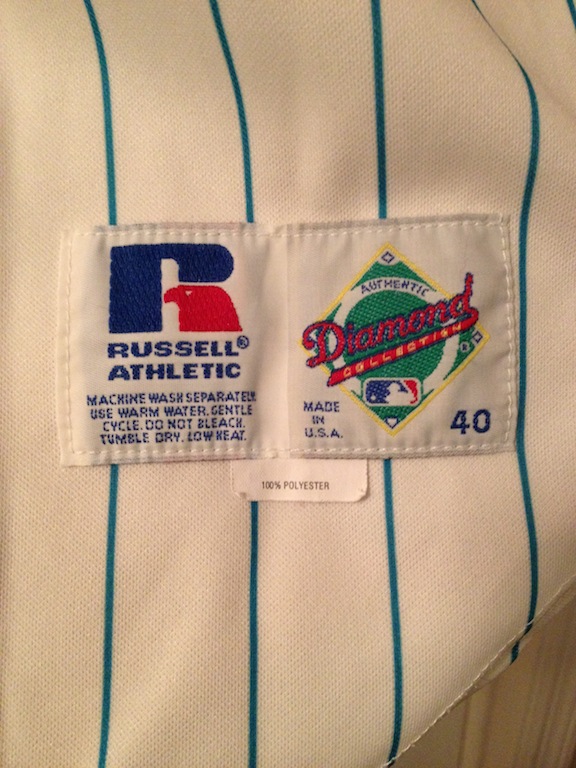 RUSSELL®
ATHLETIC
MACHINE WASH SEPARATELY.
USE WARM WATER. GENTLE
CYCLE. DO NOT BLEACH.
TUMBLE DRY. LOW HEAT.
AUTHENTIC
Diamond
COLLECTION
MADE
IN
U.S.A.
40
100% POLYESTER